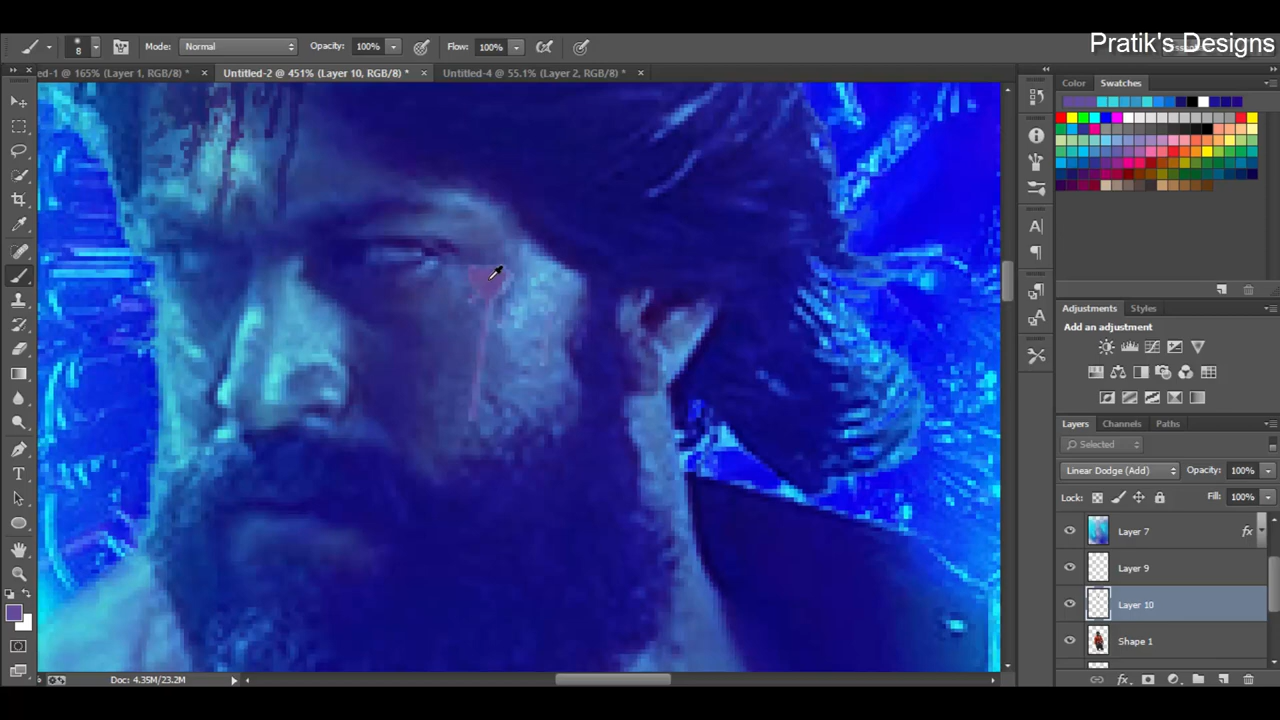 Pratik's Designs
8
Mode: Normal
Opacity: 100%
Flow: 100%
ed-1 @ 165% (Layer 1, RGB/8) * ×
Untitled-2 @ 451% (Layer 10, RGB/8) * ×
Untitled-4 @ 55.1% (Layer 2, RGB/8) * ×
Color Swatches
Adjustments Styles
Add an adjustment
Layers Channels Paths
Selected
Linear Dodge (Add) Opacity: 100%
Lock: Fill: 100%
Layer 7 fx
Layer 9
Layer 10
Shape 1
Doc: 4.35M/23.2M